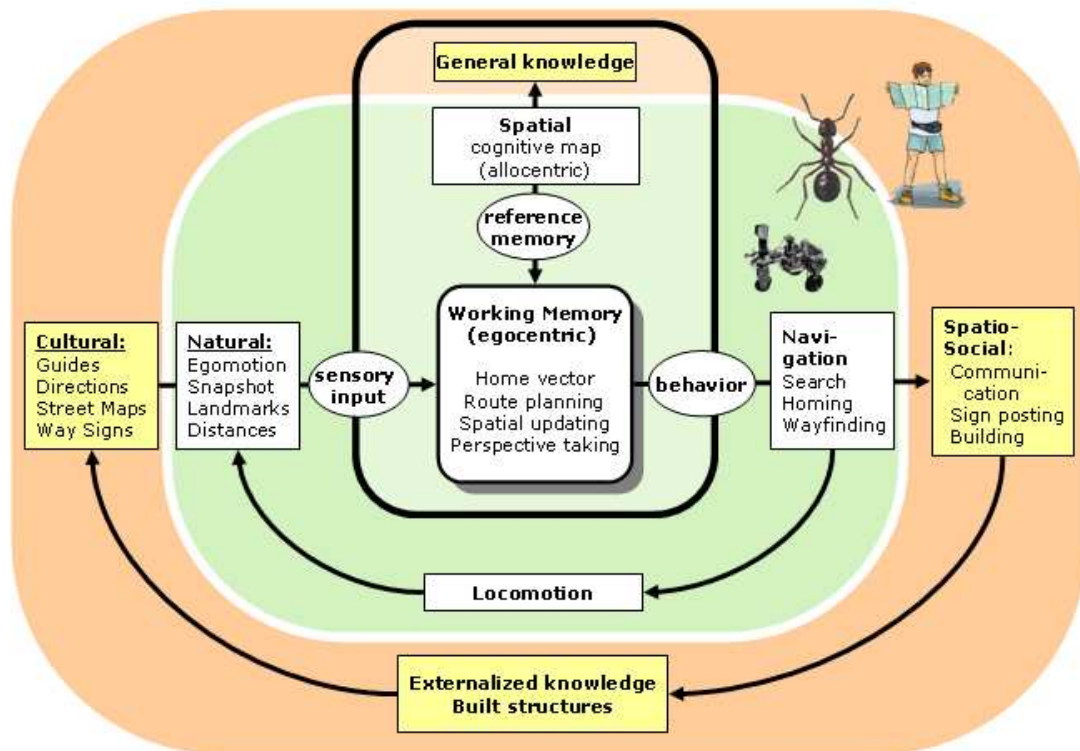 General knowledge
Spatial
cognitive map
(allocentric)
reference
memory
Working Memory
(egocentric)
Home vector
Route planning
Spatial updating
Perspective taking
Cultural:
Guides
Directions
Street Maps
Way Signs
Natural:
Egomotion
Snapshot
Landmarks
Distances
sensory
input
behavior
Navi-
gation
Search
Homing
Wayfinding
Spatio-
Social:
Communi-
cation
Sign posting
Building
Locomotion
Externalized knowledge
Built structures